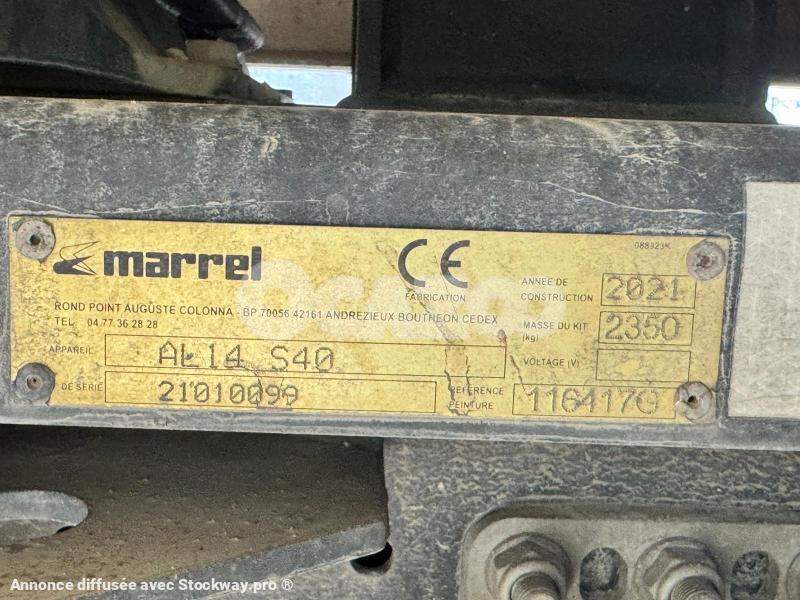 088923K
marrel
CE
FABRICATION
ANNEE DE
CONSTRUCTION 2021
ROND POINT AUGUSTE COLONNA - BP 70056 42161 ANDREZIEUX BOUTHEON CEDEX
TEL 04 77 36 28 28
MASSE DU KIT
(kg) 2350
APPAREIL AL14 S40
VOLTAGE (V)
N° DE SERIE 21010099
REFERENCE
PEINTURE 1164170
Annonce diffusée avec Stockway.pro ®